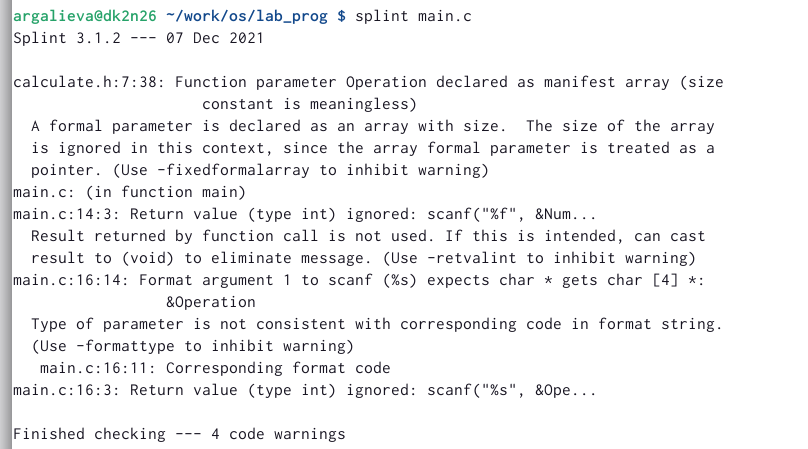 argalieva@dk2n26 ~/work/os/lab_prog $ splint main.c
Splint 3.1.2 --- 07 Dec 2021
calculate.h:7:38: Function parameter Operation declared as manifest array (size
constant is meaningless)
A formal parameter is declared as an array with size.  The size of the array
is ignored in this context, since the array formal parameter is treated as a
pointer. (Use -fixedformalarray to inhibit warning)
main.c: (in function main)
main.c:14:3: Return value (type int) ignored: scanf("%f", &Num...
Result returned by function call is not used. If this is intended, can cast
result to (void) to eliminate message. (Use -retvalint to inhibit warning)
main.c:16:14: Format argument 1 to scanf (%s) expects char * gets char [4] *:
&Operation
Type of parameter is not consistent with corresponding code in format string.
(Use -formattype to inhibit warning)
main.c:16:11: Corresponding format code
main.c:16:3: Return value (type int) ignored: scanf("%s", &Ope...
Finished checking --- 4 code warnings